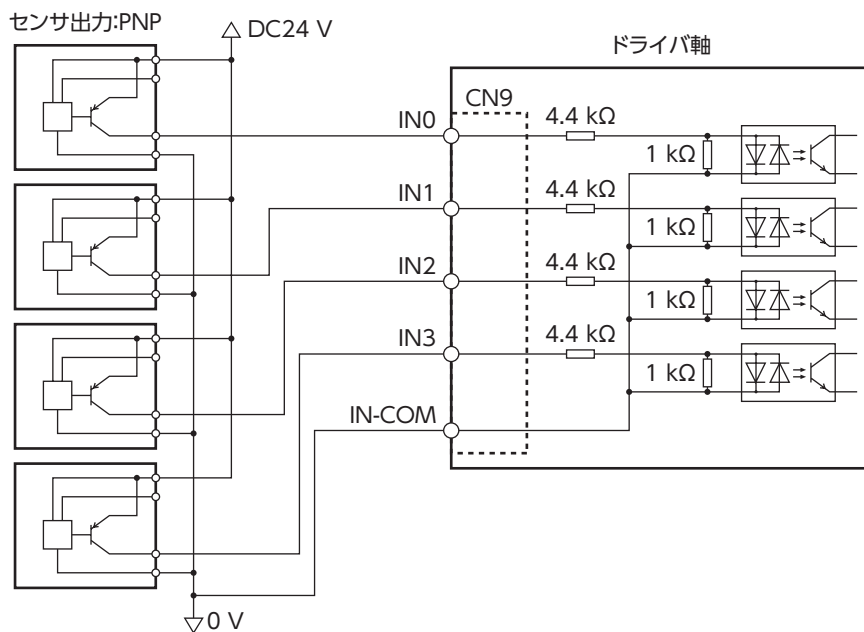 センサ出力:PNP
DC24 V
ドライバ軸
CN9
IN0
4.4 kΩ
1 kΩ
IN1
4.4 kΩ
1 kΩ
IN2
4.4 kΩ
1 kΩ
IN3
4.4 kΩ
1 kΩ
IN-COM
0 V